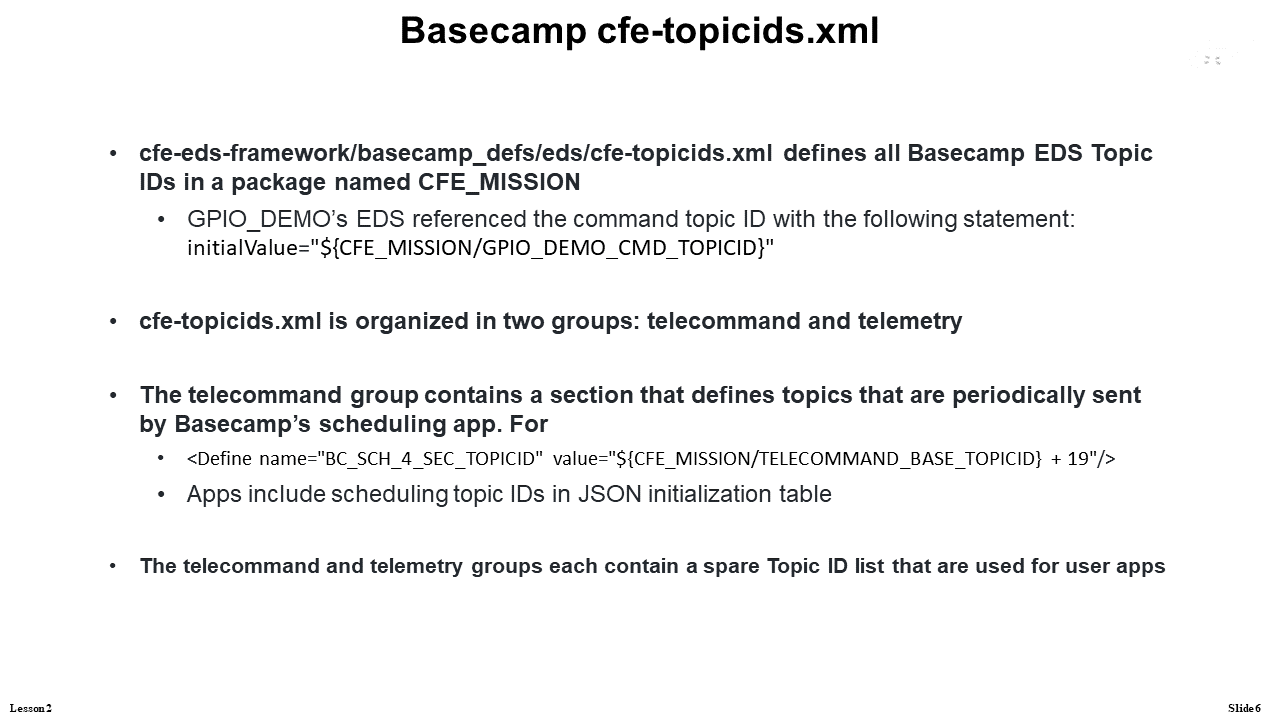 Basecamp cfe-topicids.xml
• cfe-eds-framework/basecamp_defs/eds/cfe-topicids.xml defines all Basecamp EDS Topic
IDs in a package named CFE_MISSION
• GPIO_DEMO’s EDS referenced the command topic ID with the following statement:
initialValue="${CFE_MISSION/GPIO_DEMO_CMD_TOPICID}"
• cfe-topicids.xml is organized in two groups: telecommand and telemetry
• The telecommand group contains a section that defines topics that are periodically sent
by Basecamp’s scheduling app. For
• <Define name="BC_SCH_4_SEC_TOPICID" value="${CFE_MISSION/TELECOMMAND_BASE_TOPICID} + 19"/>
• Apps include scheduling topic IDs in JSON initialization table
• The telecommand and telemetry groups each contain a spare Topic ID list that are used for user apps
Lesson 2
Slide 6